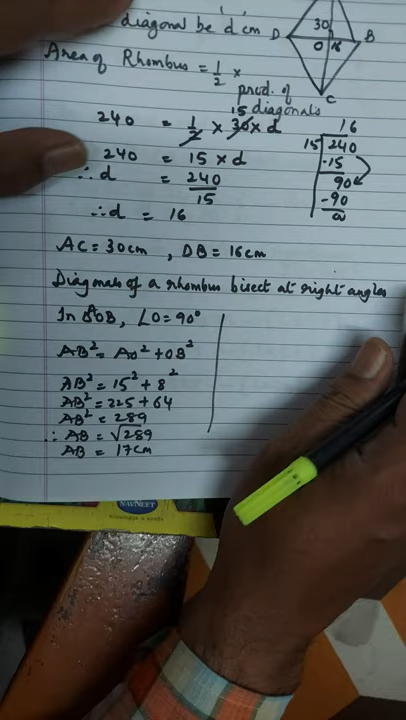 diagonal be d cm
30
D O 16 B
C
Area of Rhombus = 1/2 ×
prod. of
diagonals
15
240 = 1/2 × 30 × d
240 = 15 × d
∴ d = 240/15
∴ d = 16
16
15 240
-15
90
-90
0
AC = 30cm , DB = 16cm
Diagonals of a rhombus bisect at right angles
In ΔAOB, ∠O = 90°
AB² = AO² + OB²
AB² = 15² + 8²
AB² = 225 + 64
AB² = 289
∴ AB = √289
AB = 17cm
NAVNEET